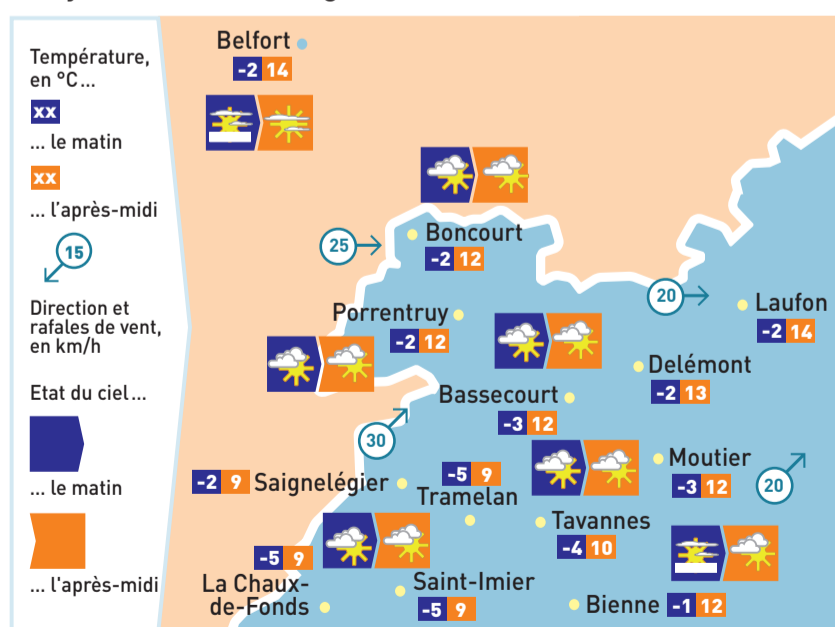 Température,
en °C...
xx
... le matin
xx
... l'après-midi
15
Direction et
rafales de vent,
en km/h
Etat du ciel...
... le matin
... l'après-midi
Belfort
-2 14
25
Boncourt
-2 12
20
Laufon
-2 14
Porrentruy
-2 12
Delémont
-2 13
Bassecourt
-3 12
30
Moutier
-3 12
20
-2 9 Saignelégier
-5 9
Tramelan
Tavannes
-4 10
-5 9
La Chaux-
de-Fonds
Saint-Imier
-5 9
Bienne -1 12